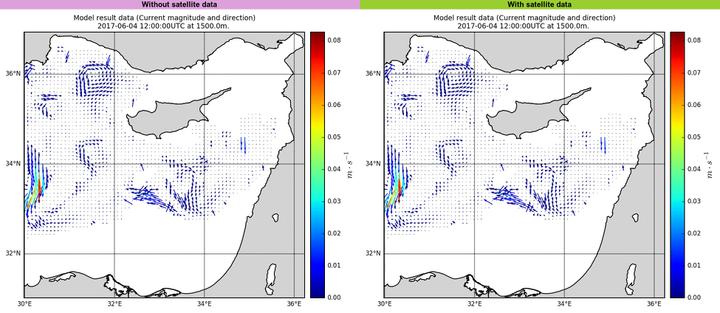 Without satellite data
With satellite data
Model result data (Current magnitude and direction)
2017-06-04 12:00:00UTC at 1500.0m.
36°N
34°N
32°N
30°E
32°E
34°E
36°E
0.08
0.07
0.06
0.05
0.04
0.03
0.02
0.01
0.00
m · s⁻¹
Model result data (Current magnitude and direction)
2017-06-04 12:00:00UTC at 1500.0m.
36°N
34°N
32°N
30°E
32°E
34°E
36°E
0.08
0.07
0.06
0.05
0.04
0.03
0.02
0.01
0.00
m · s⁻¹